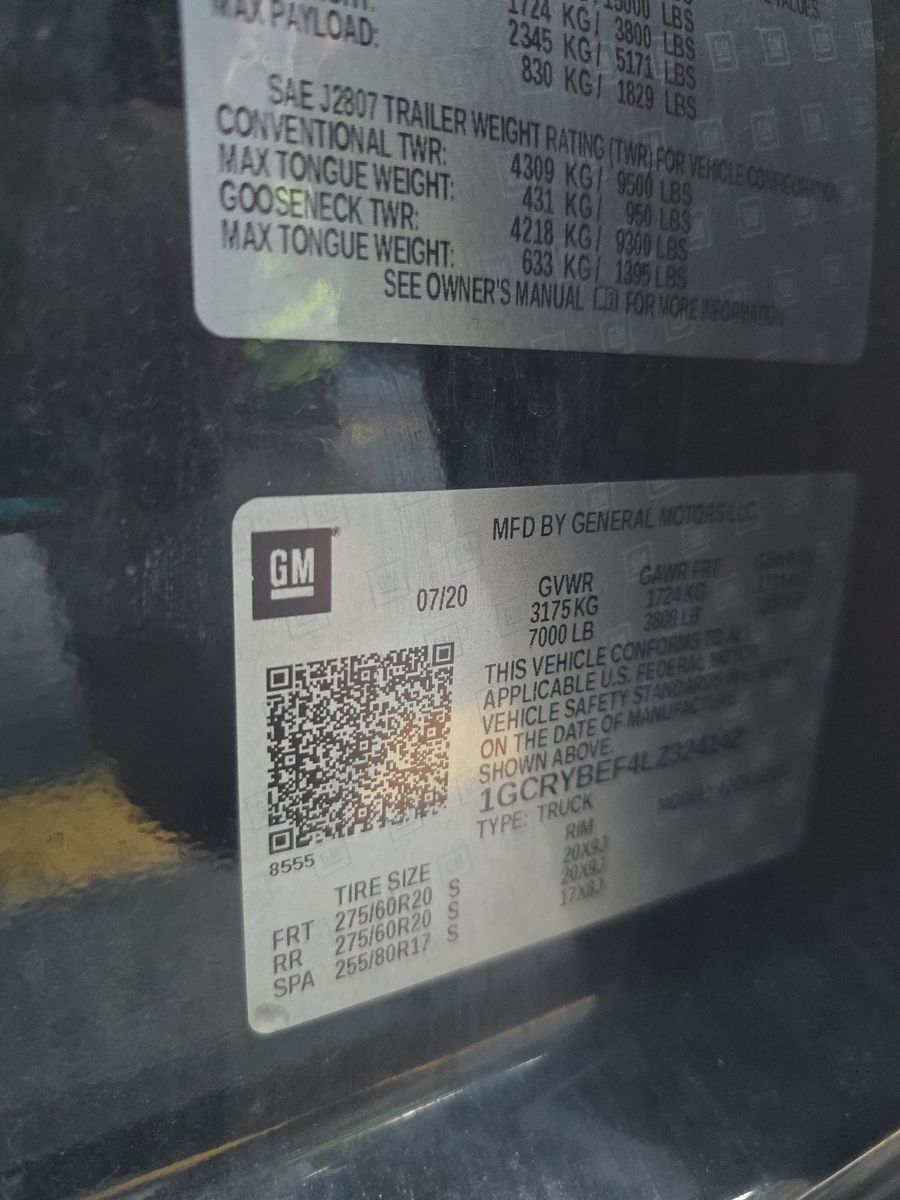 1724 KG/ 3800 LBS
MAX PAYLOAD: 2345 KG/ 5171 LBS
830 KG/ 1829 LBS
SAE J2807 TRAILER WEIGHT RATING (TWR) FOR VEHICLE CONFIGURATION
CONVENTIONAL TWR: 4309 KG/ 9500 LBS
MAX TONGUE WEIGHT: 431 KG/ 950 LBS
GOOSENECK TWR: 4218 KG/ 9300 LBS
MAX TONGUE WEIGHT: 633 KG/ 1395 LBS
SEE OWNER'S MANUAL FOR MORE INFORMATION
GM
MFD BY GENERAL MOTORS LLC
07/20
GVWR GAWR FRT
3175 KG 1724 KG
7000 LB 3800 LB
THIS VEHICLE CONFORMS TO ALL
APPLICABLE U.S. FEDERAL MOTOR
VEHICLE SAFETY STANDARDS IN EFFECT
ON THE DATE OF MANUFACTURE
SHOWN ABOVE.
1GCRYBEF4LZ324142
TYPE: TRUCK MODEL:
8555
TIRE SIZE RIM
FRT 275/60R20 S 20X9J
RR 275/60R20 S 20X9J
SPA 255/80R17 S 17X8J